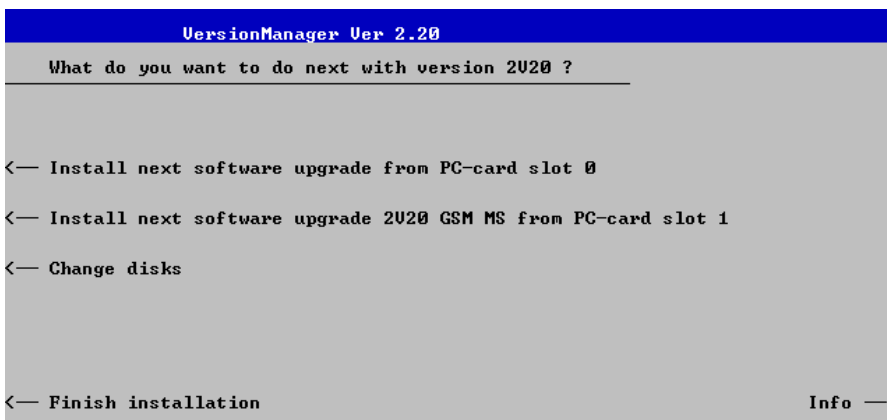 VersionManager Ver 2.20
What do you want to do next with version 2V20 ?
<— Install next software upgrade from PC-card slot 0
<— Install next software upgrade 2V20 GSM MS from PC-card slot 1
<— Change disks
<— Finish installation Info —